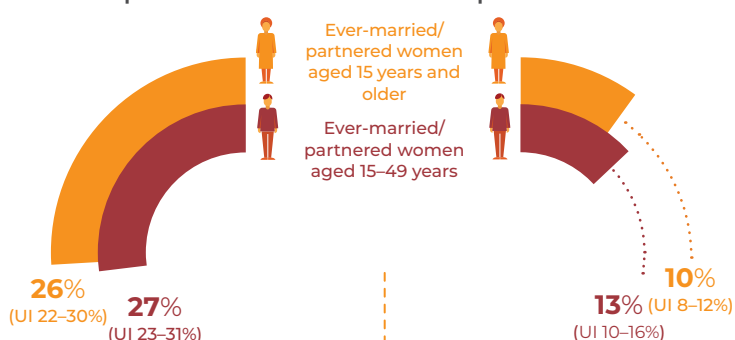 Ever-married/
partnered women
aged 15 years and
older
Ever-married/
partnered women
aged 15–49 years
26%
(UI 22–30%)
27%
(UI 23–31%)
10%
(UI 8–12%)
13%
(UI 10–16%)